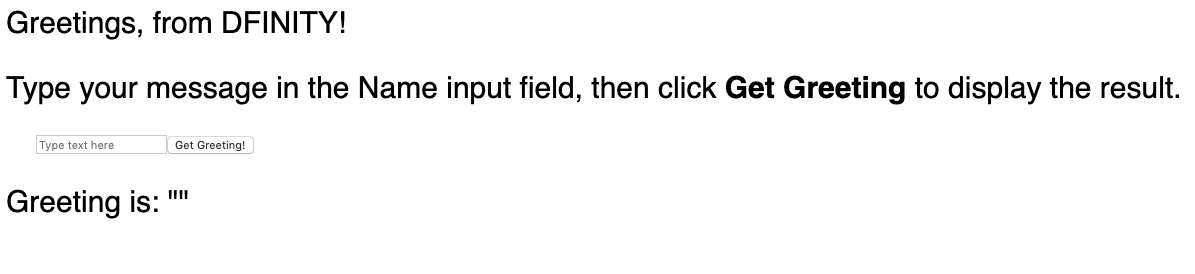 Greetings, from DFINITY!
Type your message in the Name input field, then click Get Greeting to display the result.
Type text here Get Greeting!
Greeting is: ""